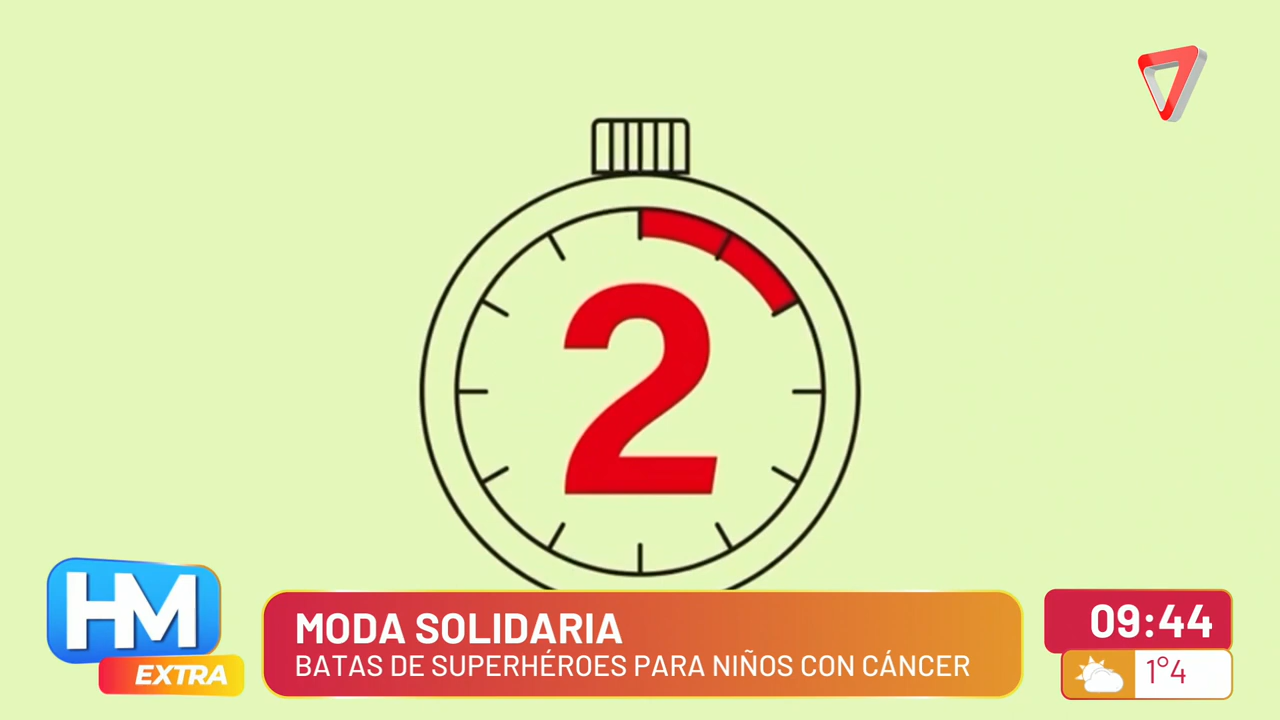 2
HM
EXTRA
MODA SOLIDARIA
BATAS DE SUPERHÉROES PARA NIÑOS CON CÁNCER
09:44
1°4